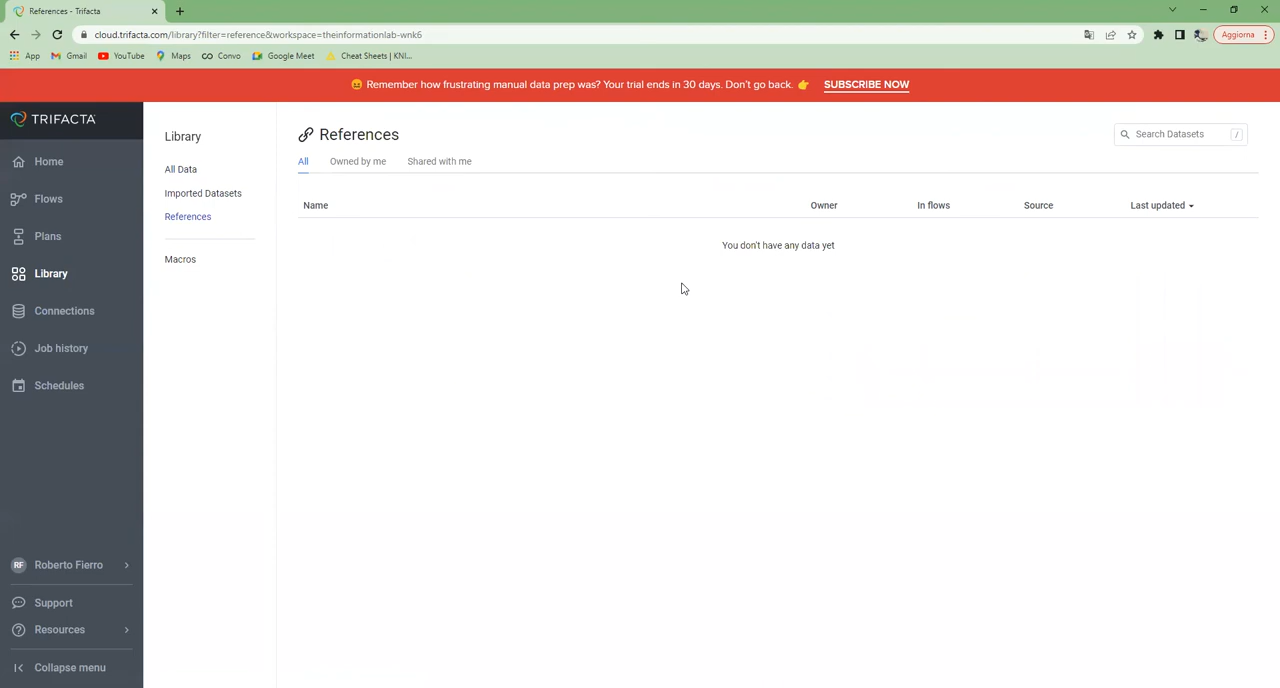 References - Trifacta
cloud.trifacta.com/library?filter=reference&workspace=theinformationlab-wnk6
Aggiorna
App
Gmail
YouTube
Maps
Convo
Google Meet
Cheat Sheets | KNI...
Remember how frustrating manual data prep was? Your trial ends in 30 days. Don't go back.
SUBSCRIBE NOW
TRIFACTA
Home
Flows
Plans
Library
Connections
Job history
Schedules
RF Roberto Fierro
Support
Resources
Collapse menu
Library
All Data
Imported Datasets
References
Macros
References
Search Datasets /
All Owned by me Shared with me
Name Owner In flows Source Last updated
You don't have any data yet